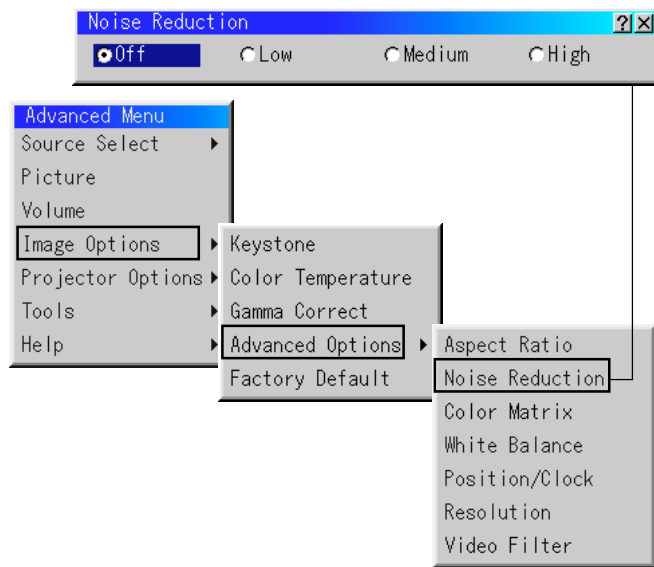 Noise Reduction ? ×
Off Low Medium High
Advanced Menu
Source Select
Picture
Volume
Image Options
Projector Options
Tools
Help
Keystone
Color Temperature
Gamma Correct
Advanced Options
Factory Default
Aspect Ratio
Noise Reduction
Color Matrix
White Balance
Position/Clock
Resolution
Video Filter